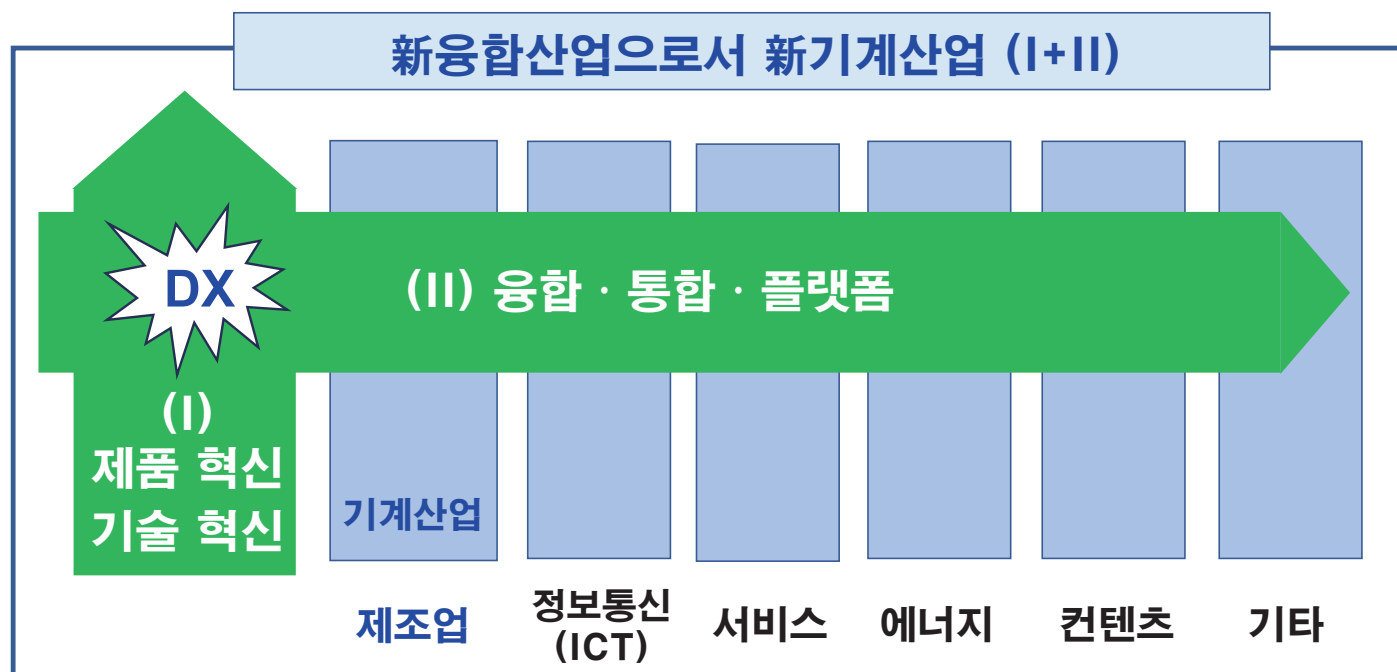 新융합산업으로서 新기계산업 (I+II)
DX
(II) 융합 · 통합 · 플랫폼
(I)
제품 혁신
기술 혁신
기계산업
제조업
정보통신
(ICT)
서비스
에너지
컨텐츠
기타